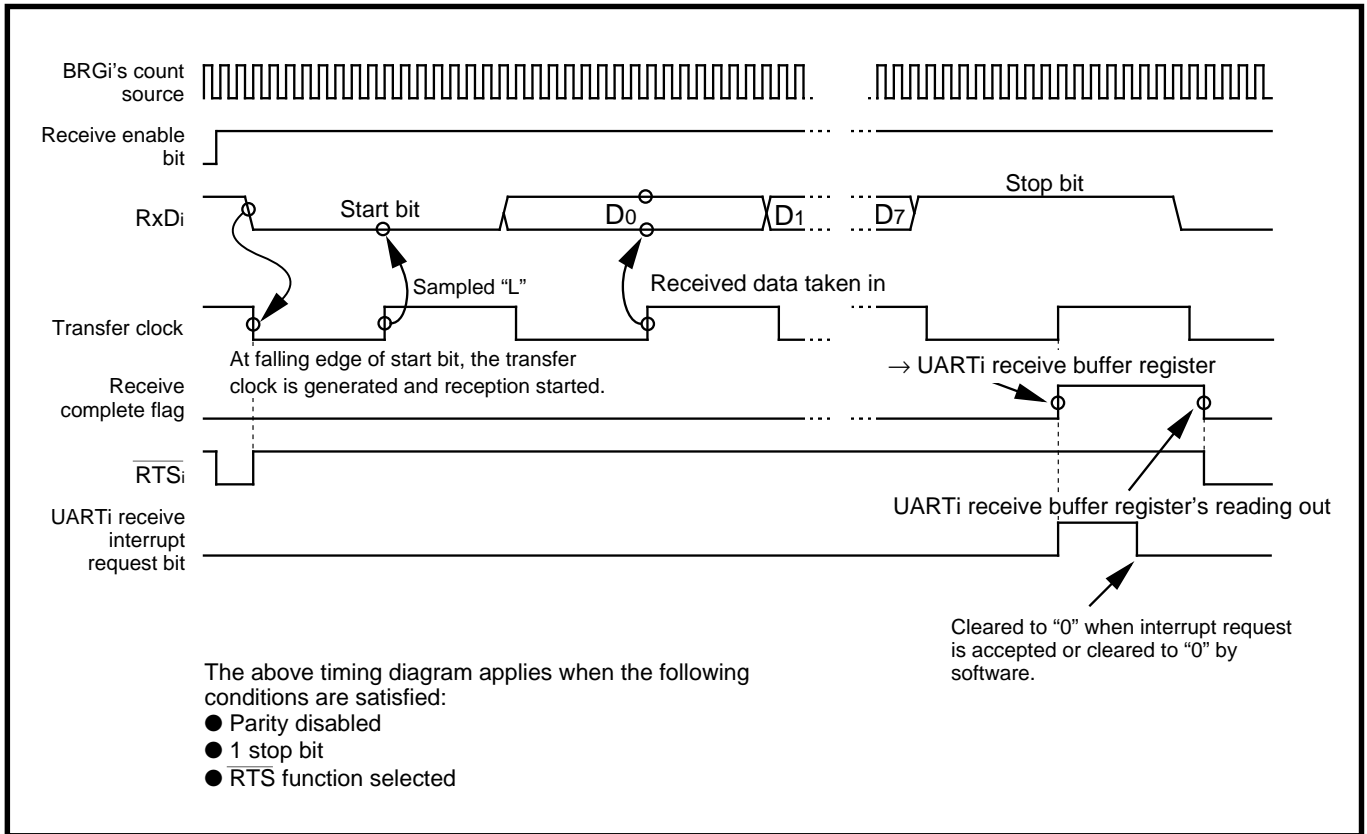 BRGi's count
source
Receive enable
bit
RxDi
Start bit
D0
D1
D7
Stop bit
Sampled “L”
Received data taken in
Transfer clock
At falling edge of start bit, the transfer
clock is generated and reception started.
→ UARTi receive buffer register
Receive
complete flag
RTSi
UARTi receive buffer register’s reading out
UARTi receive
interrupt
request bit
Cleared to “0” when interrupt request
is accepted or cleared to “0” by
software.
The above timing diagram applies when the following
conditions are satisfied:
● Parity disabled
● 1 stop bit
● RTS function selected